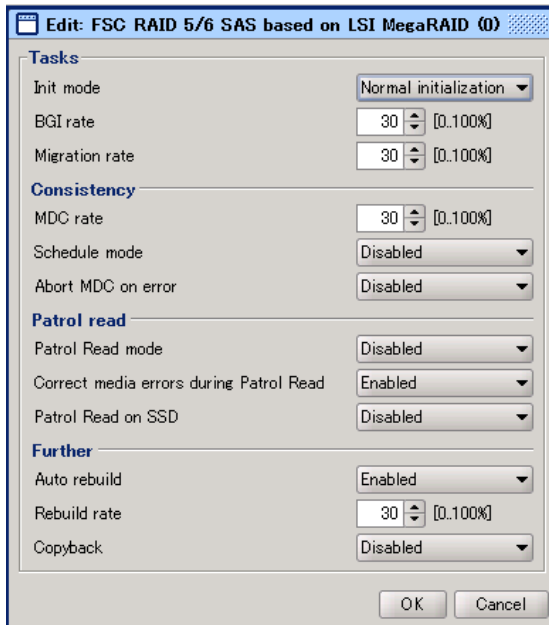 Edit: FSC RAID 5/6 SAS based on LSI MegaRAID (0)
Tasks
Init mode Normal initialization
BGI rate 30 [0..100%]
Migration rate 30 [0..100%]
Consistency
MDC rate 30 [0..100%]
Schedule mode Disabled
Abort MDC on error Disabled
Patrol read
Patrol Read mode Disabled
Correct media errors during Patrol Read Enabled
Patrol Read on SSD Disabled
Further
Auto rebuild Enabled
Rebuild rate 30 [0..100%]
Copyback Disabled
OK Cancel